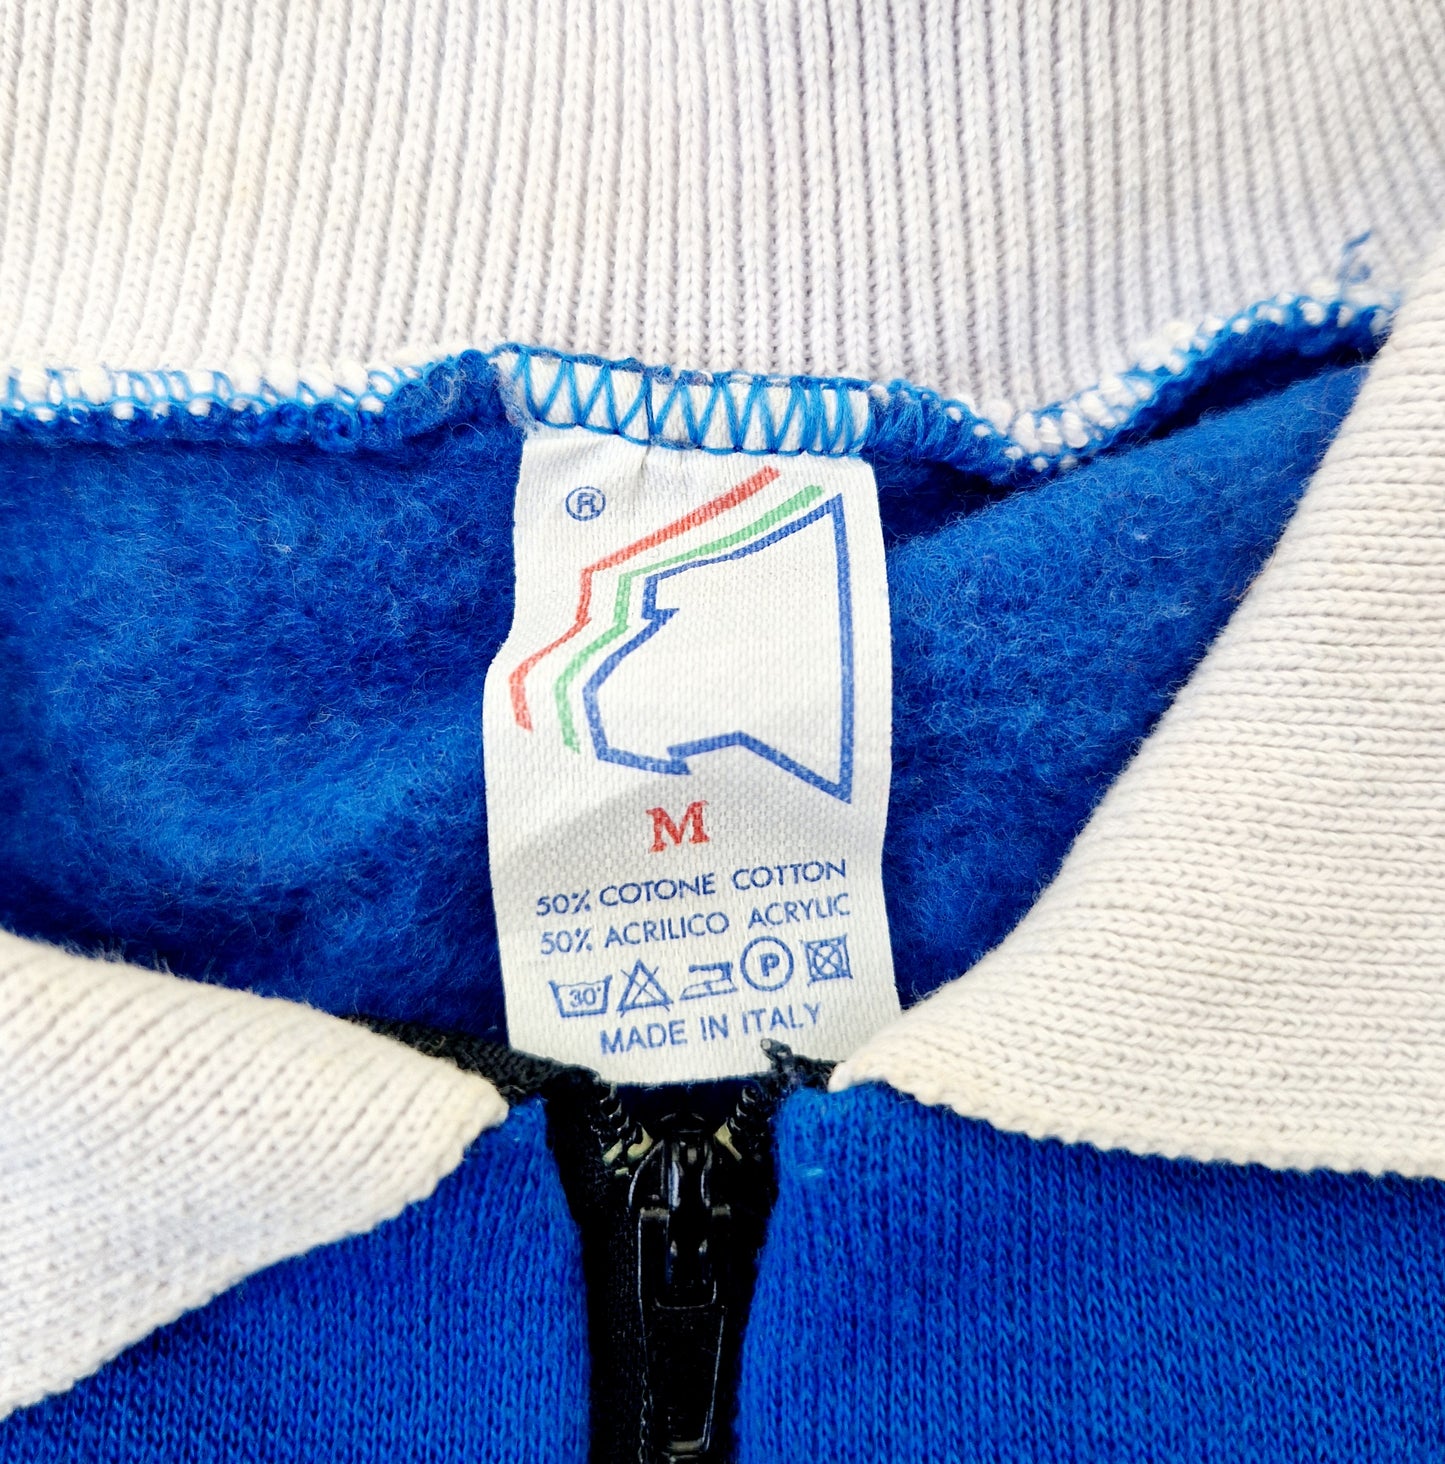 ®
M
50% COTONE COTTON
50% ACRILICO ACRYLIC
30° P
MADE IN ITALY